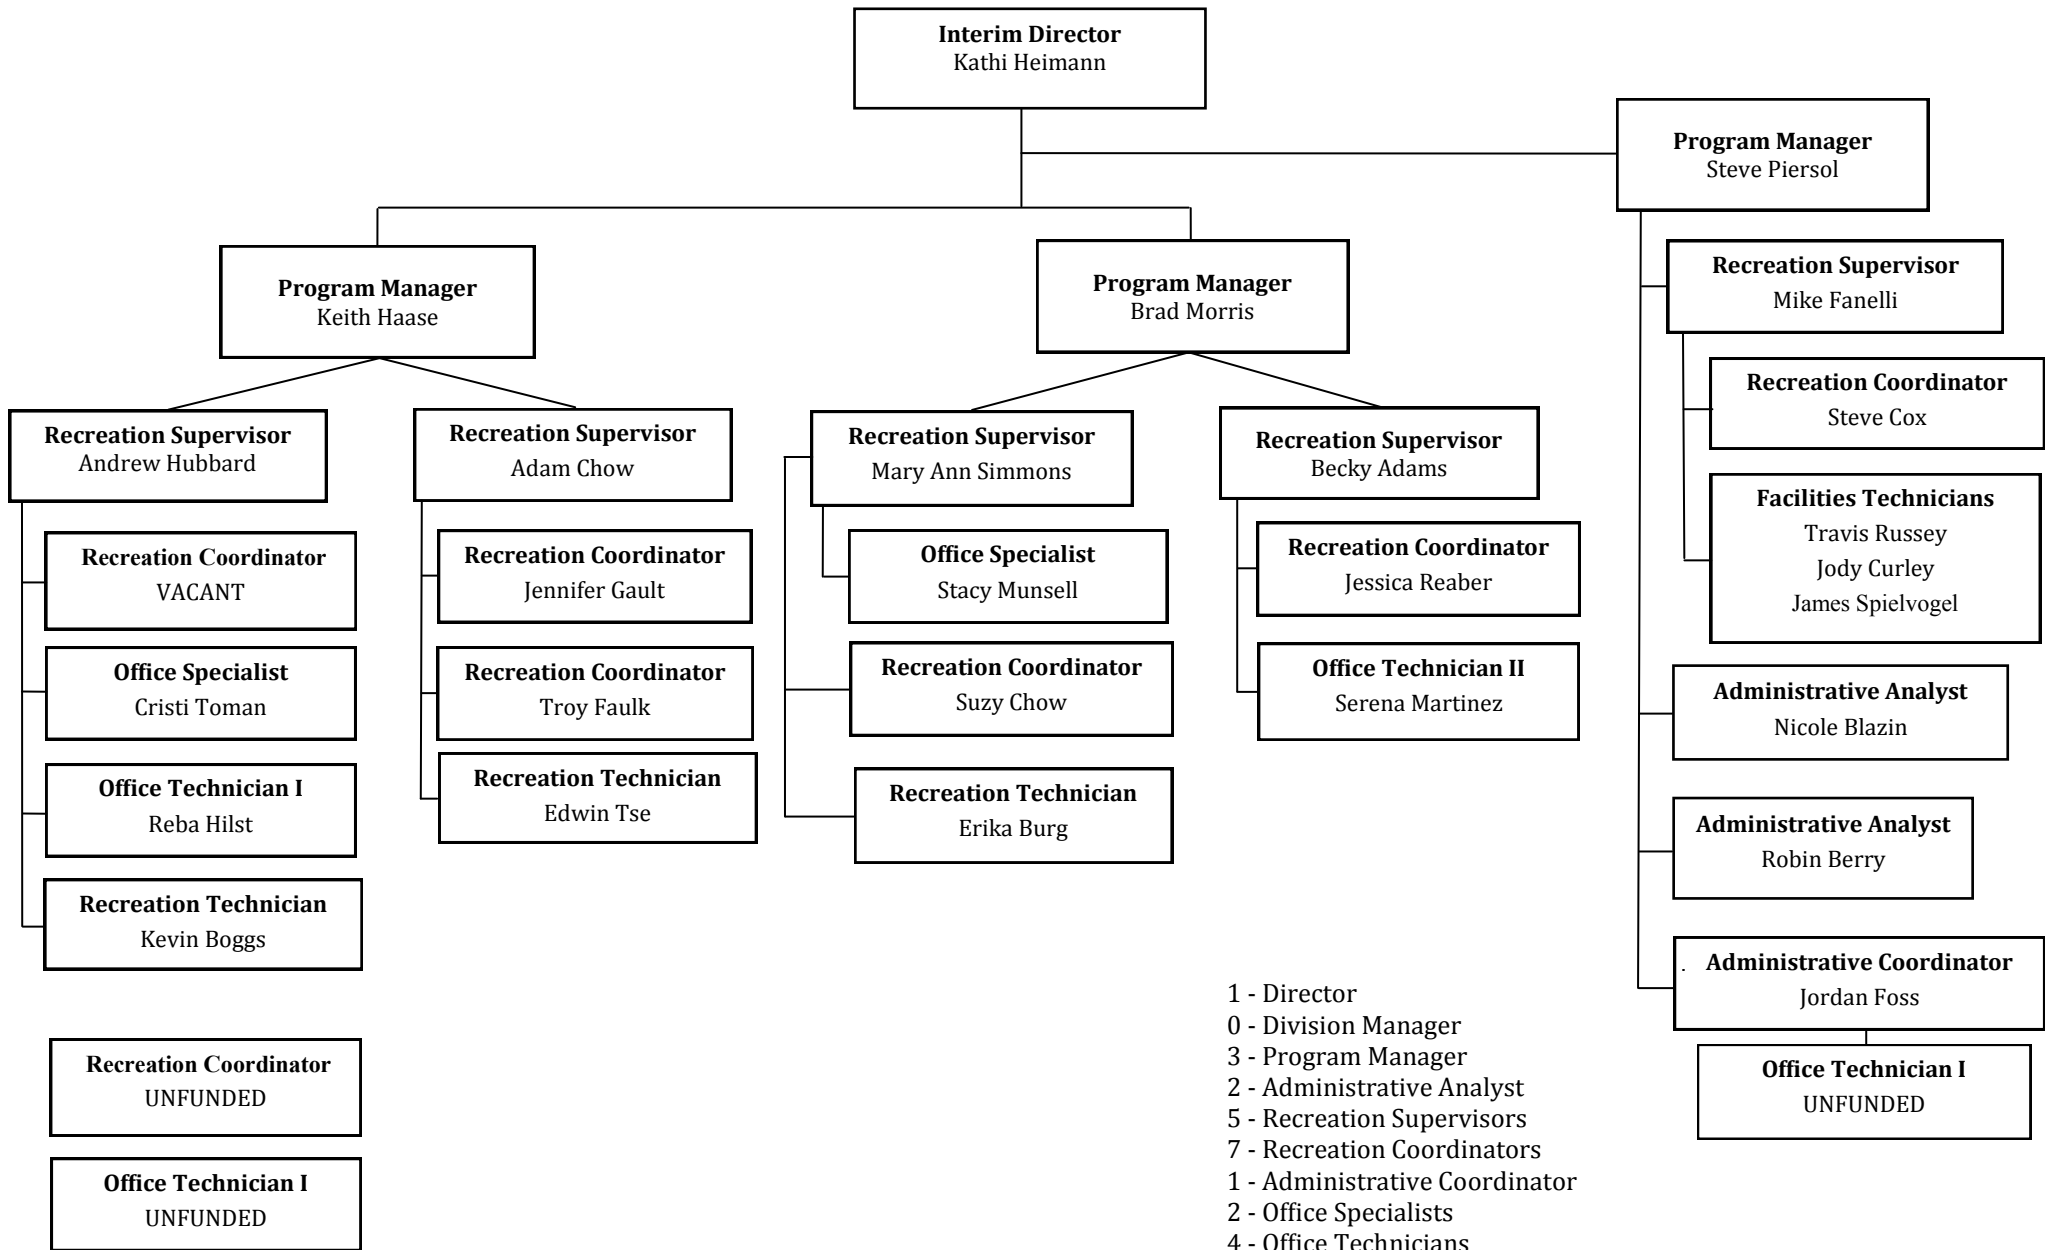 Interim Director
Kathi Heimann
Program Manager
Steve Piersol
Program Manager
Keith Haase
Program Manager
Brad Morris
Recreation Supervisor
Andrew Hubbard
Recreation Coordinator
VACANT
Office Specialist
Cristi Toman
Office Technician I
Reba Hilst
Recreation Technician
Kevin Boggs
Recreation Supervisor
Adam Chow
Recreation Coordinator
Jennifer Gault
Recreation Coordinator
Troy Faulk
Recreation Technician
Edwin Tse
Recreation Supervisor
Mary Ann Simmons
Office Specialist
Stacy Munsell
Recreation Coordinator
Suzy Chow
Recreation Technician
Erika Burg
Recreation Supervisor
Becky Adams
Recreation Coordinator
Jessica Reaber
Office Technician II
Serena Martinez
Recreation Supervisor
Mike Fanelli
Recreation Coordinator
Steve Cox
Facilities Technicians
Travis Russey
Jody Curley
James Spielvogel
Administrative Analyst
Nicole Blazin
Administrative Analyst
Robin Berry
. Administrative Coordinator
Jordan Foss
Office Technician I
UNFUNDED
Recreation Coordinator
UNFUNDED
Office Technician I
UNFUNDED
1 - Director
0 - Division Manager
3 - Program Manager
2 - Administrative Analyst
5 - Recreation Supervisors
7 - Recreation Coordinators
1 - Administrative Coordinator
2 - Office Specialists
4 - Office Technicians